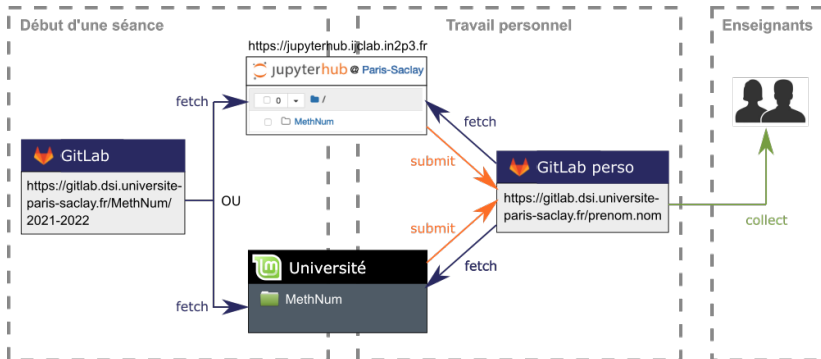 Début d'une séance
Travail personnel
Enseignants
https://jupyterhub.ijclab.in2p3.fr
jupyterhub @ Paris-Saclay
0 /
MethNum
fetch
fetch
submit
GitLab
https://gitlab.dsi.universite-
paris-saclay.fr/MethNum/
2021-2022
OU
GitLab perso
https://gitlab.dsi.universite-
paris-saclay.fr/prenom.nom
collect
submit
fetch
Université
MethNum
fetch